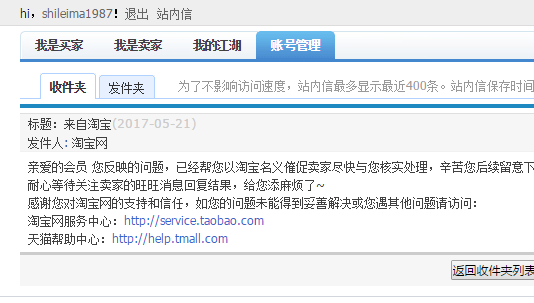 hi，shileima1987！退出 站内信
我是买家 我是卖家 我的江湖 账号管理
收件夹 发件夹 为了不影响访问速度，站内信最多显示最近400条。站内信保存时间
标题：来自淘宝(2017-05-21)
发件人：淘宝网
亲爱的会员 您反映的问题，已经帮您以淘宝名义催促卖家尽快与您核实处理，辛苦您后续留意下
耐心等待关注卖家的旺旺消息回复结果，给您添麻烦了~
感谢您对淘宝网的支持和信任，如您的问题未能得到妥善解决或您遇其他问题请访问：
淘宝网服务中心：http://service.taobao.com
天猫帮助中心：http://help.tmall.com
返回收件夹列表